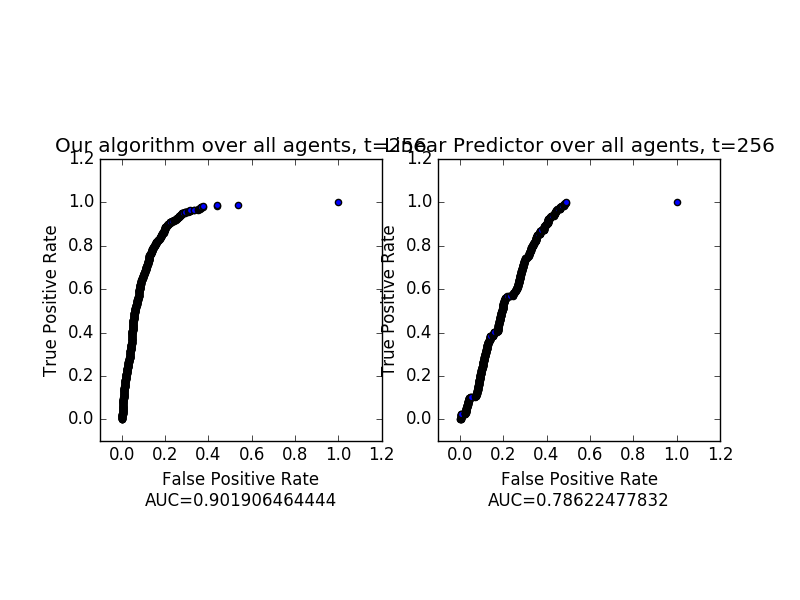 Our algorithm over all agents, t=256
Linear Predictor over all agents, t=256
1.2
1.0
0.8
0.6
0.4
0.2
0.0
True Positive Rate
0.0 0.2 0.4 0.6 0.8 1.0 1.2
False Positive Rate
AUC=0.901906464444
1.2
1.0
0.8
0.6
0.4
0.2
0.0
True Positive Rate
0.0 0.2 0.4 0.6 0.8 1.0 1.2
False Positive Rate
AUC=0.78622477832